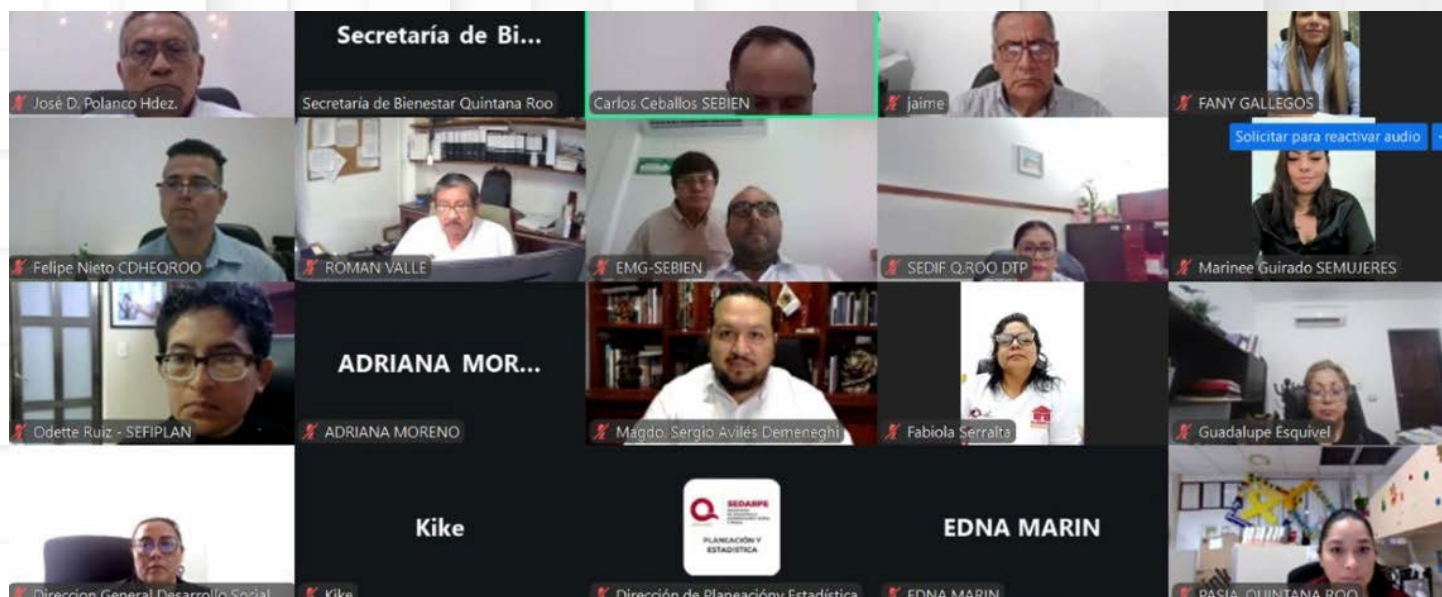 Secretaría de Bi...
José D. Polanco Hdez.
Secretaría de Bienestar Quintana Roo
Carlos Ceballos SEBIEN
jaime
FANY GALLEGOS
Solicitar para reactivar audio
Felipe Nieto CDHEQROO
ROMAN VALLE
EMG-SEBIEN
SEDIF Q.ROO DTP
Marinee Guirado SEMUJERES
ADRIANA MOR...
Odette Ruiz - SEFIPLAN
ADRIANA MORENO
Magdo. Sergio Avilés Demeneghi
Fabiola Serralta
Guadalupe Esquivel
Kike
SEDARPE
PLANEACIÓN Y
ESTADÍSTICA
EDNA MARIN
Direccion General Desarrollo Social
Kike
Dirección de Planeacióny Estadística
EDNA MARIN
PASIA_QUINTANA ROO